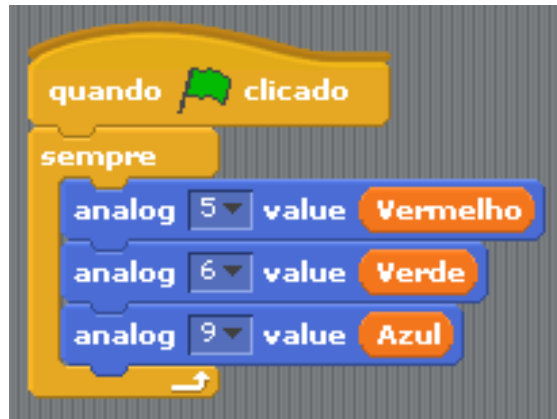 quando clicado
sempre
analog 5 value Vermelho
analog 6 value Verde
analog 9 value Azul